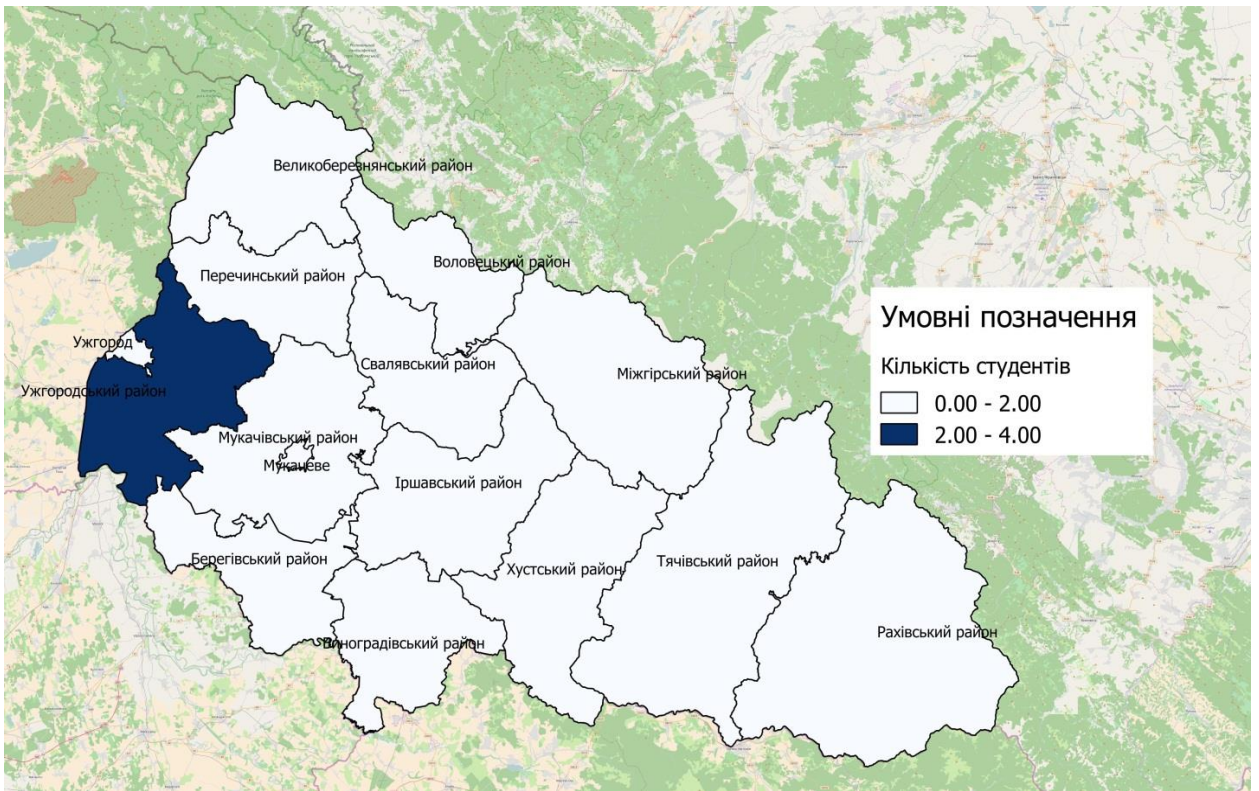 Великоберезнянський район
Воловецький район
Перечинський район
Ужгород
Свалявський район
Міжгірський район
Ужгородський район
Мукачівський район
Мукачеве
Іршавський район
Берегівський район
Хустський район
Тячівський район
Виноградівський район
Рахівський район
Умовні позначення
Кількість студентів
0.00 - 2.00
2.00 - 4.00